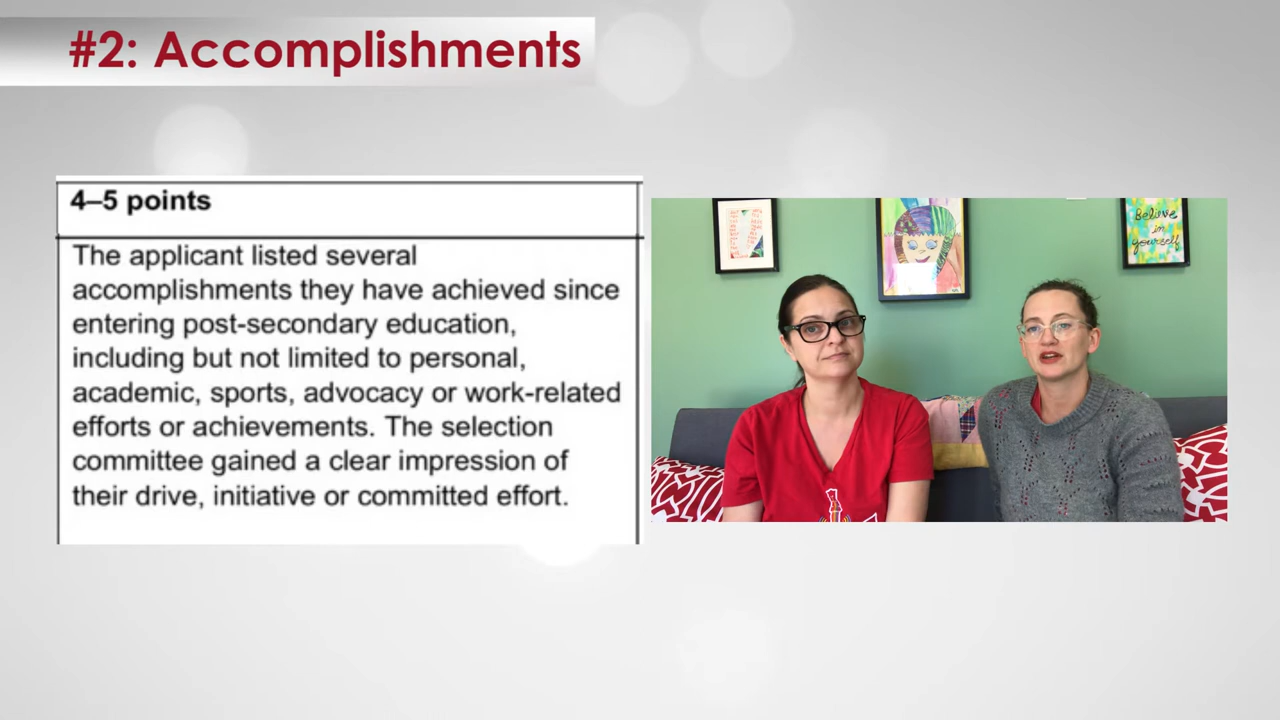 #2: Accomplishments
4–5 points
The applicant listed several
accomplishments they have achieved since
entering post-secondary education,
including but not limited to personal,
academic, sports, advocacy or work-related
efforts or achievements. The selection
committee gained a clear impression of
their drive, initiative or committed effort.
Believe
in
yourself